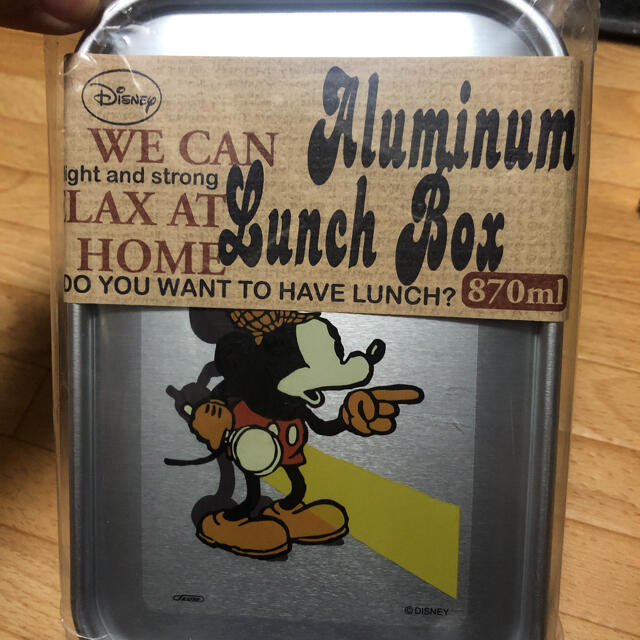 DISNEY
Aluminum
WE CAN
ight and strong
LAX AT
Lunch Box
HOME
DO YOU WANT TO HAVE LUNCH? 870ml
©DISNEY